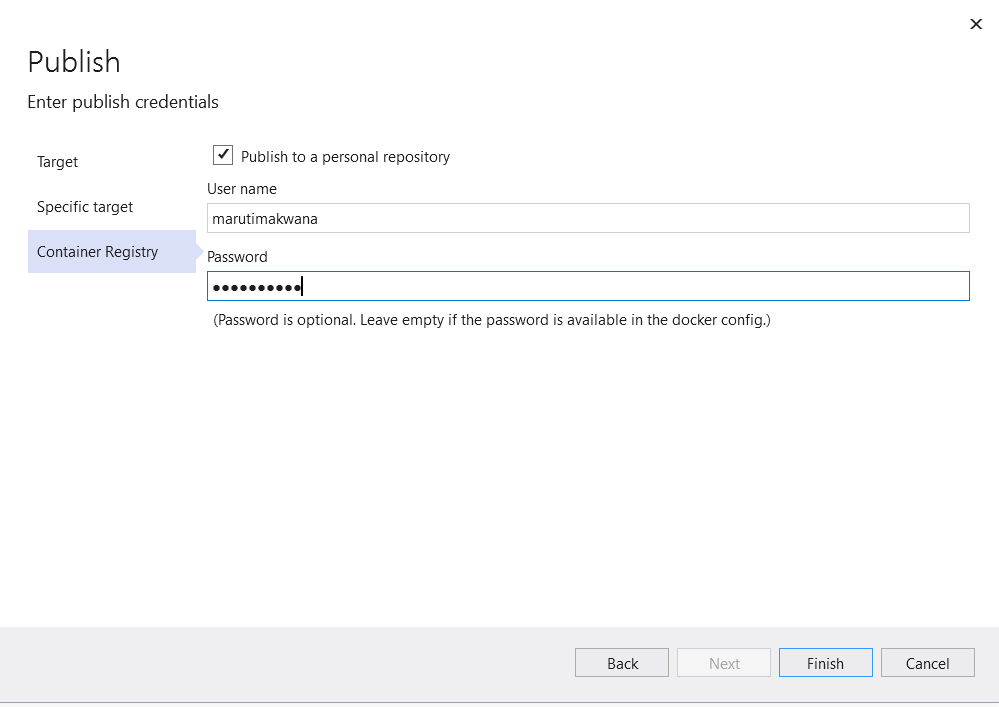 Publish
Enter publish credentials
Target
Specific target
Container Registry
Publish to a personal repository
User name
marutimakwana
Password
●●●●●●●●●●
(Password is optional. Leave empty if the password is available in the docker config.)
Back
Next
Finish
Cancel